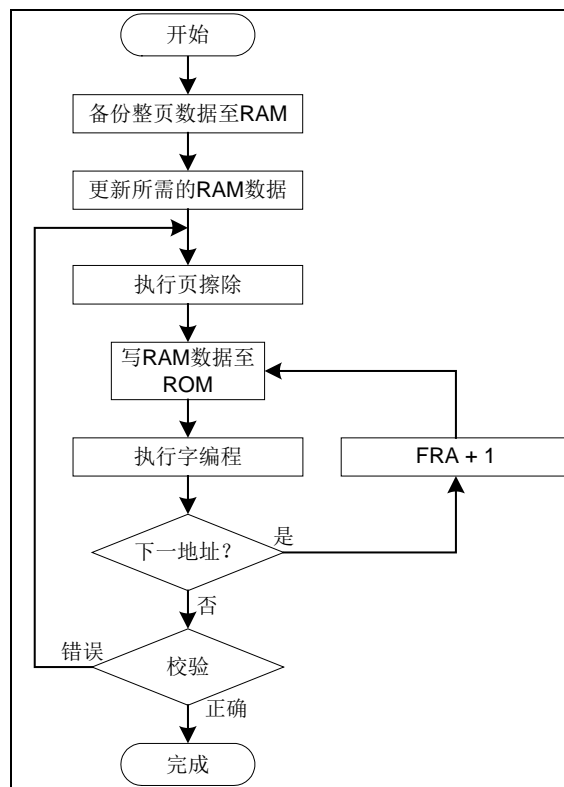 开始
备份整页数据至RAM
更新所需的RAM数据
执行页擦除
写RAM数据至
ROM
执行字编程
FRA + 1
下一地址？
是
否
错误
校验
正确
完成